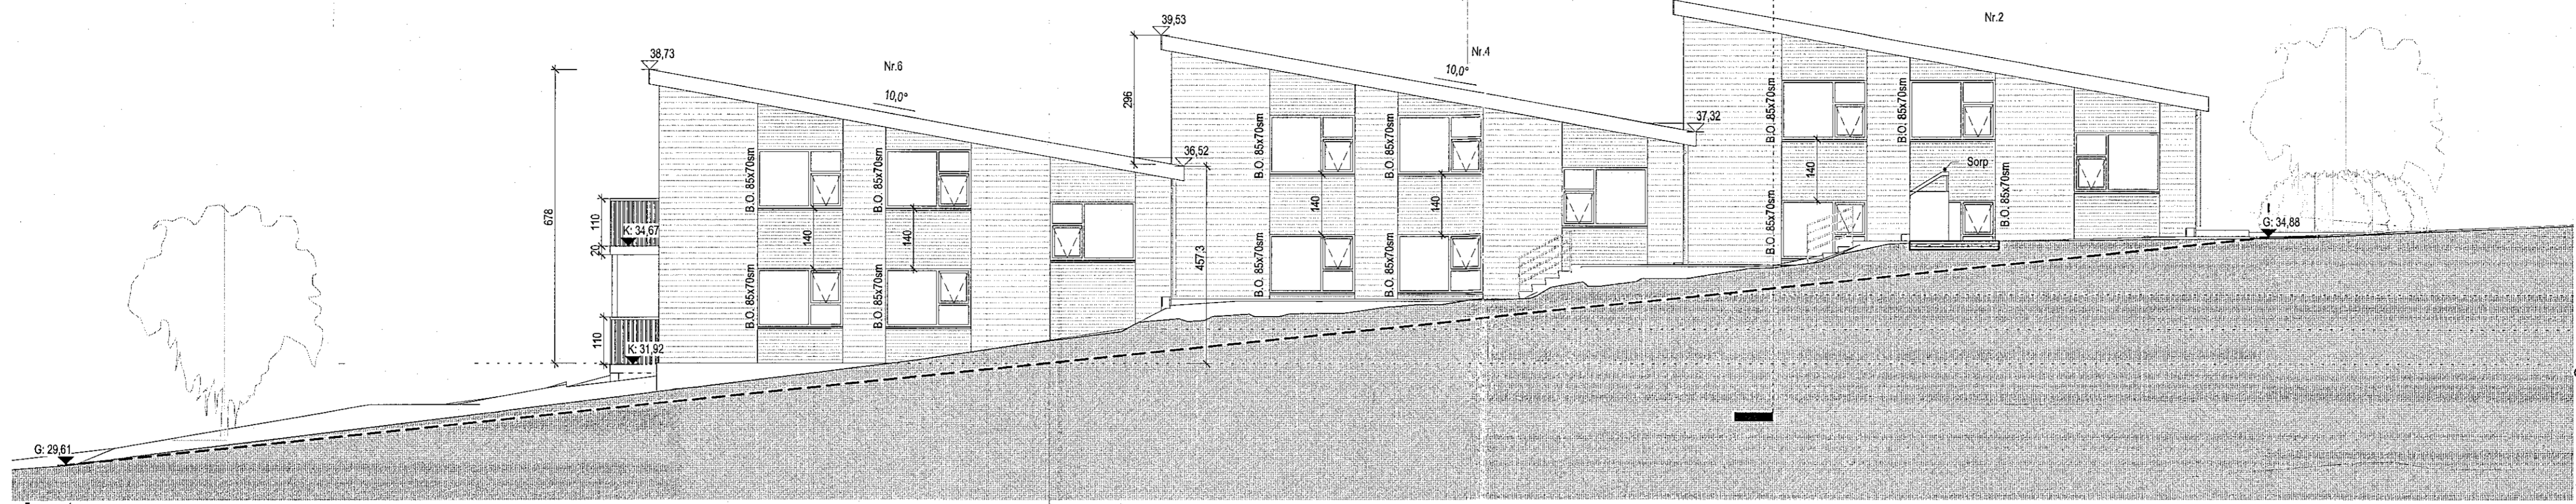 Nr.2
39,53
Nr.4
10,0°
38,73
Nr.6
10,0°
296
37,32
36,52
678
110
K: 34,67
20
110
K: 31,92
B.O. 85x70sm
B.O. 85x70sm
140
140
B.O. 85x70sm
B.O. 85x70sm
457,3
B.O. 85x70sm
B.O. 85x70sm
140
140
B.O. 85x70sm
B.O. 85x70sm
B.O. 85x70sm
B.O. 85x70sm
140
Sorp
B.O. 85x70sm
B.O. 85x70sm
G: 34,88
G: 29,61